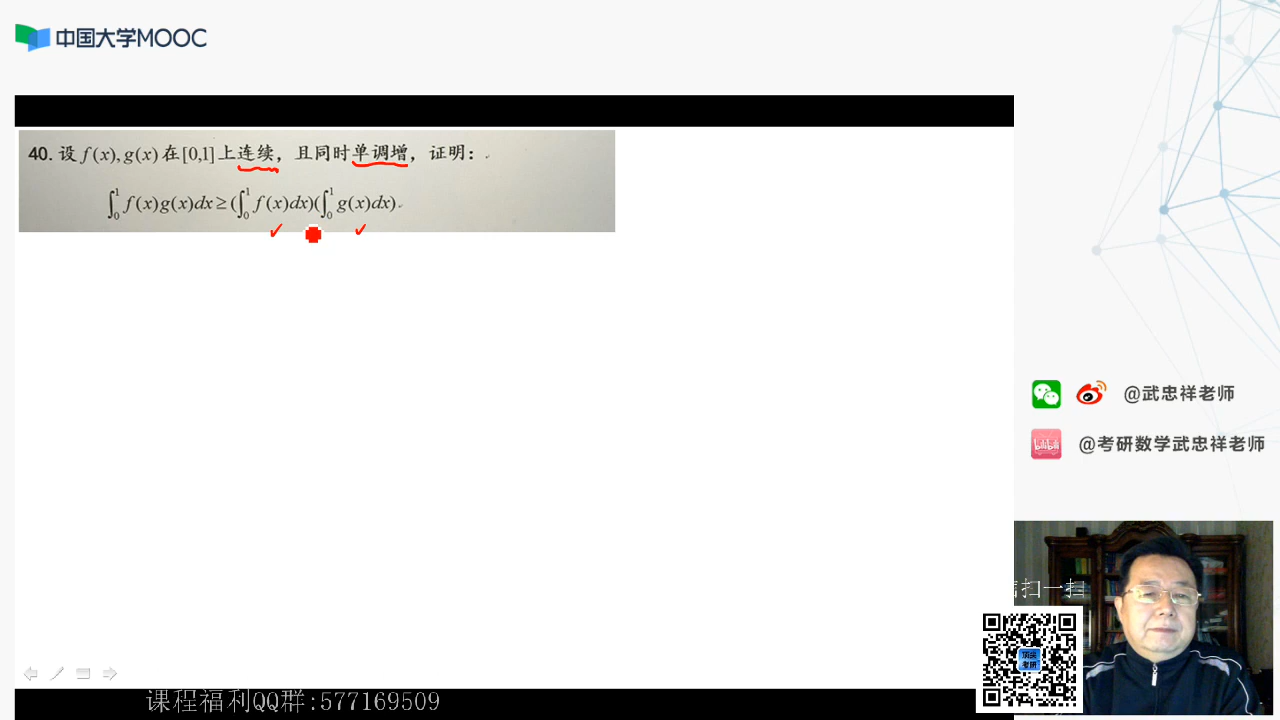 中国大学MOOC
40. 设 f(x), g(x) 在 [0,1] 上连续，且同时单调增，证明：
∫₀¹ f(x)g(x)dx ≥ (∫₀¹ f(x)dx)(∫₀¹ g(x)dx).
@武忠祥老师
bilibili
@考研数学武忠祥老师
扫一扫
课程福利QQ群:577169509